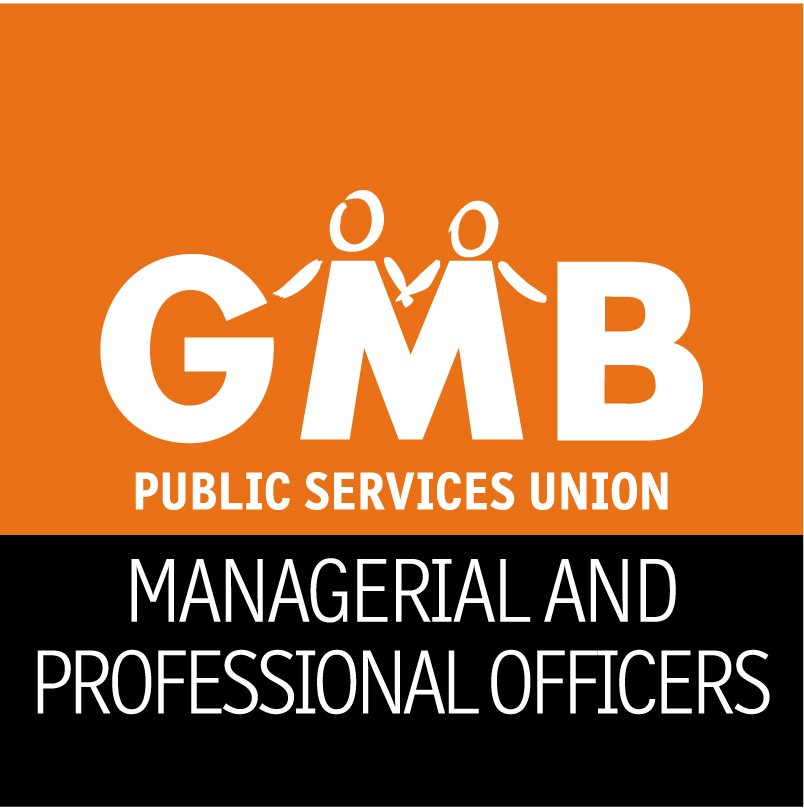 GMB
PUBLIC SERVICES UNION
MANAGERIAL AND
PROFESSIONAL OFFICERS